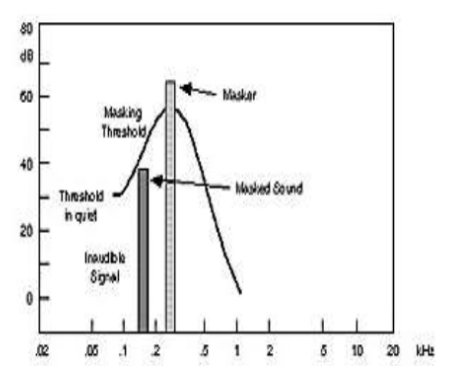 80
dB
60
40
20
0
Masker
Masking
Threshold
Threshold
in quiet
Masked Sound
Inaudible
Signal
.02 .05 .1 .2 .5 1 2 5 10 20 kHz